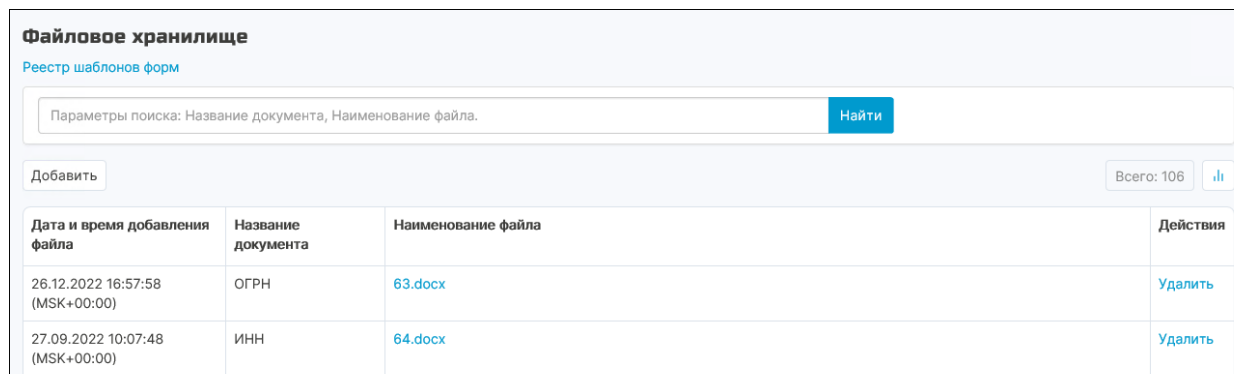 Файловое хранилище
Реестр шаблонов форм
Параметры поиска: Название документа, Наименование файла.
Найти
Добавить
Всего: 106
Дата и время добавления файла
Название документа
Наименование файла
Действия
26.12.2022 16:57:58
(MSK+00:00)
ОГРН
63.docx
Удалить
27.09.2022 10:07:48
(MSK+00:00)
ИНН
64.docx
Удалить